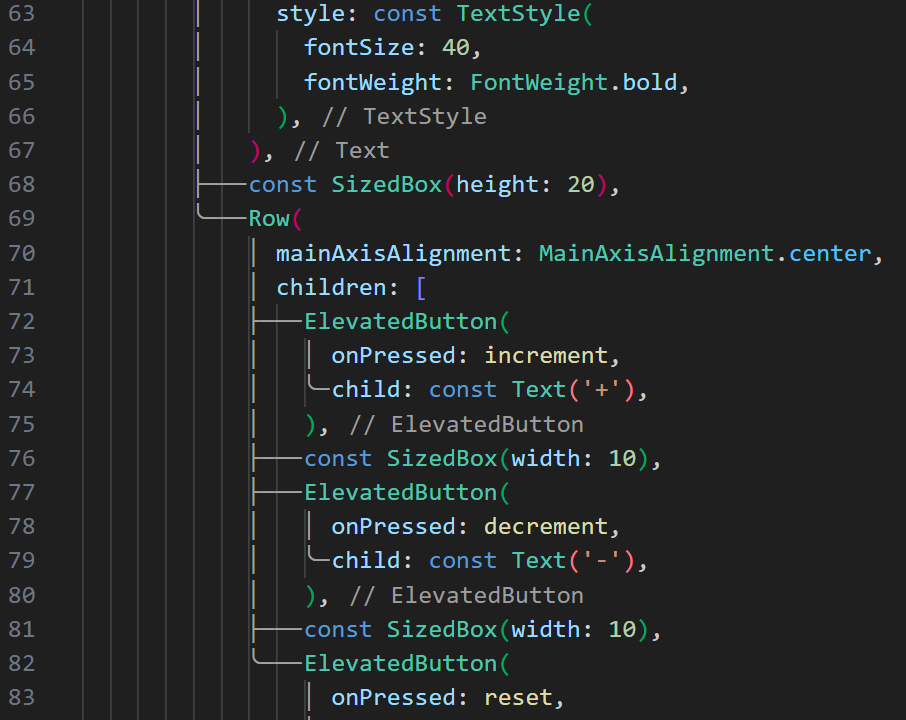 63 style: const TextStyle(
64 fontSize: 40,
65 fontWeight: FontWeight.bold,
66 ), // TextStyle
67 ), // Text
68 const SizedBox(height: 20),
69 Row(
70 mainAxisAlignment: MainAxisAlignment.center,
71 children: [
72 ElevatedButton(
73 onPressed: increment,
74 child: const Text('+'),
75 ), // ElevatedButton
76 const SizedBox(width: 10),
77 ElevatedButton(
78 onPressed: decrement,
79 child: const Text('-'),
80 ), // ElevatedButton
81 const SizedBox(width: 10),
82 ElevatedButton(
83 onPressed: reset,